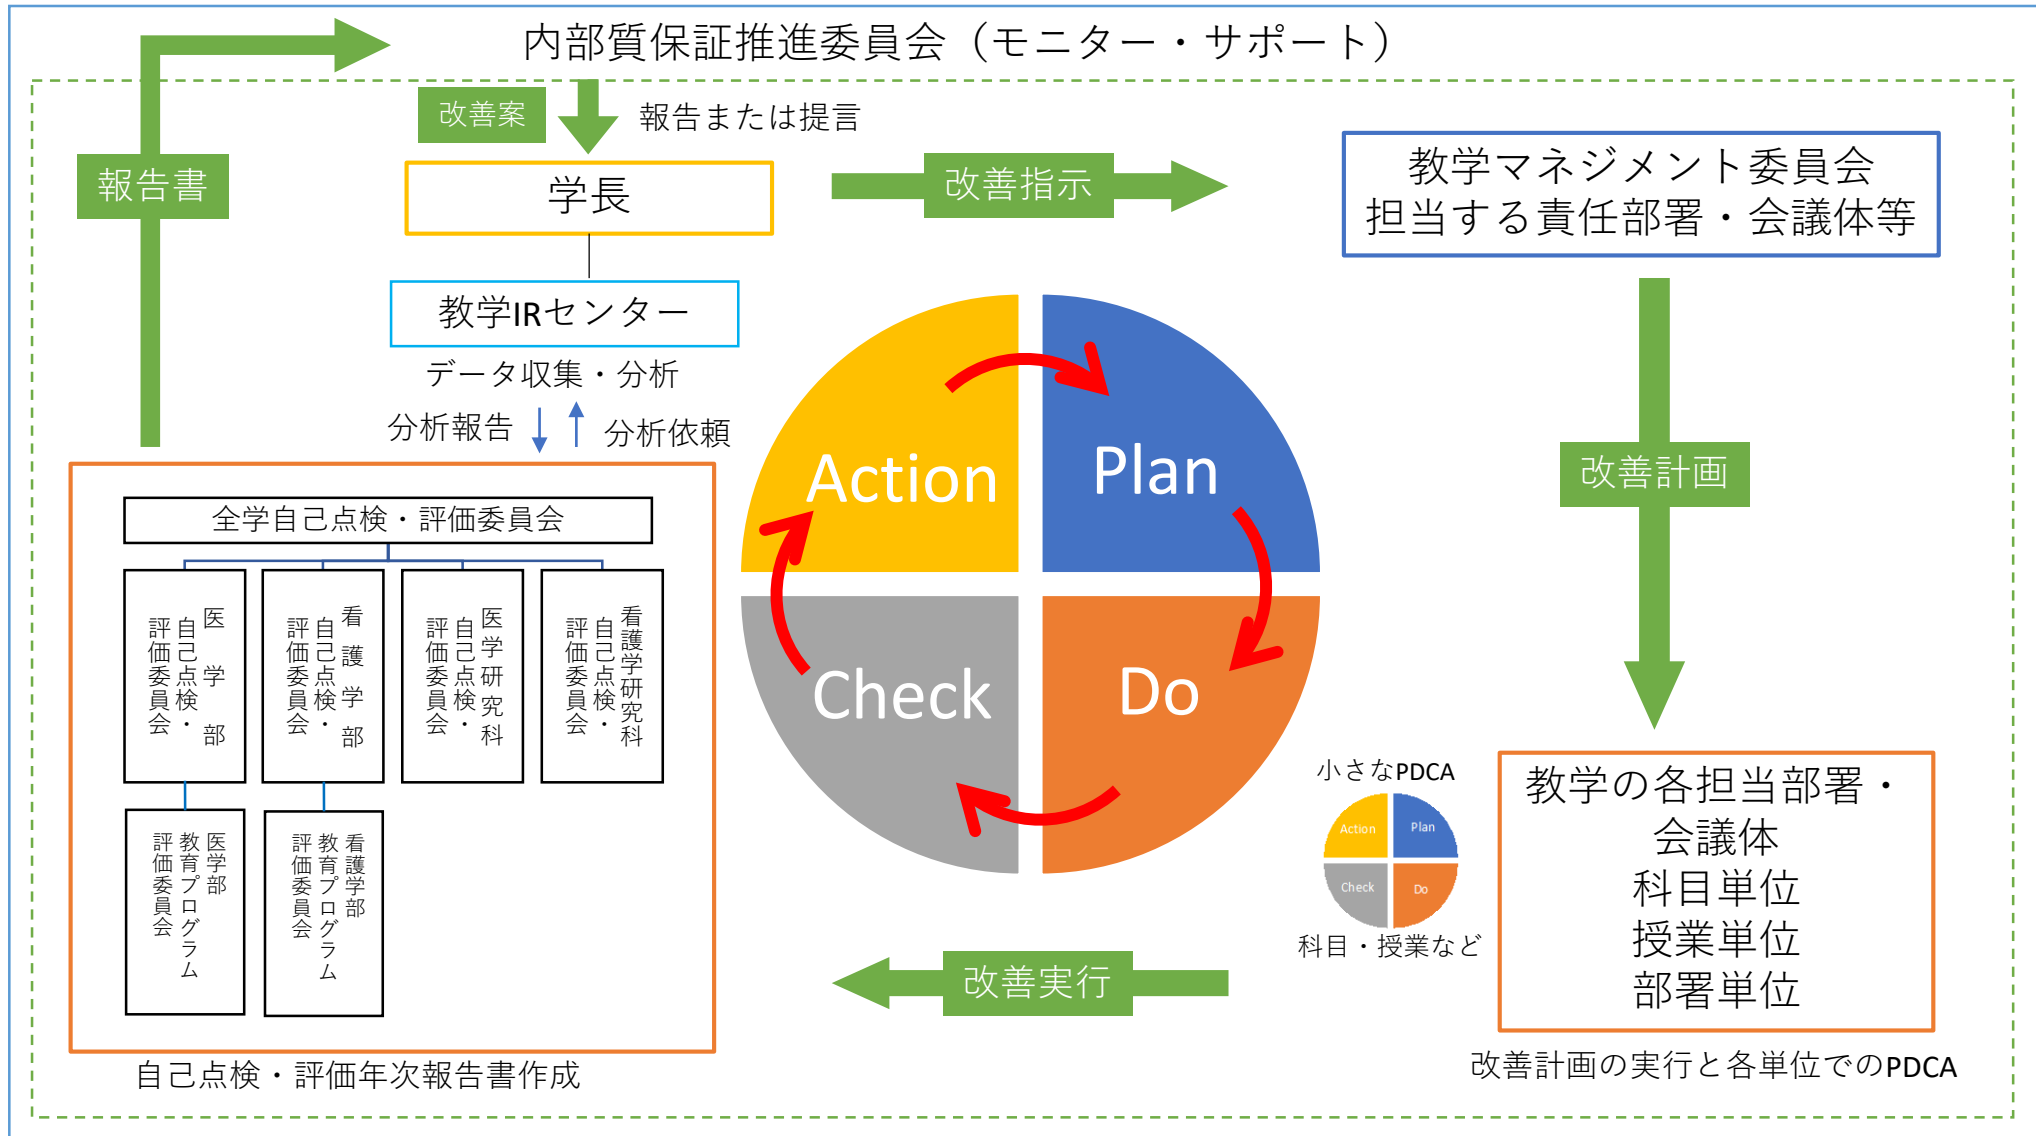 内部質保証推進委員会（モニター・サポート）
改善案
報告または提言
報告書
学長
改善指示
教学マネジメント委員会
担当する責任部署・会議体等
教学IRセンター
データ収集・分析
分析報告
分析依頼
Action
Plan
Check
Do
改善計画
全学自己点検・評価委員会
医学部
自己点検・
評価委員会
看護学部
自己点検・
評価委員会
医学研究科
自己点検・
評価委員会
看護学研究科
自己点検・
評価委員会
医学部
教育プログラム
評価委員会
看護学部
教育プログラム
評価委員会
自己点検・評価年次報告書作成
小さなPDCA
Action
Plan
Check
Do
科目・授業など
改善実行
教学の各担当部署・
会議体
科目単位
授業単位
部署単位
改善計画の実行と各単位でのPDCA